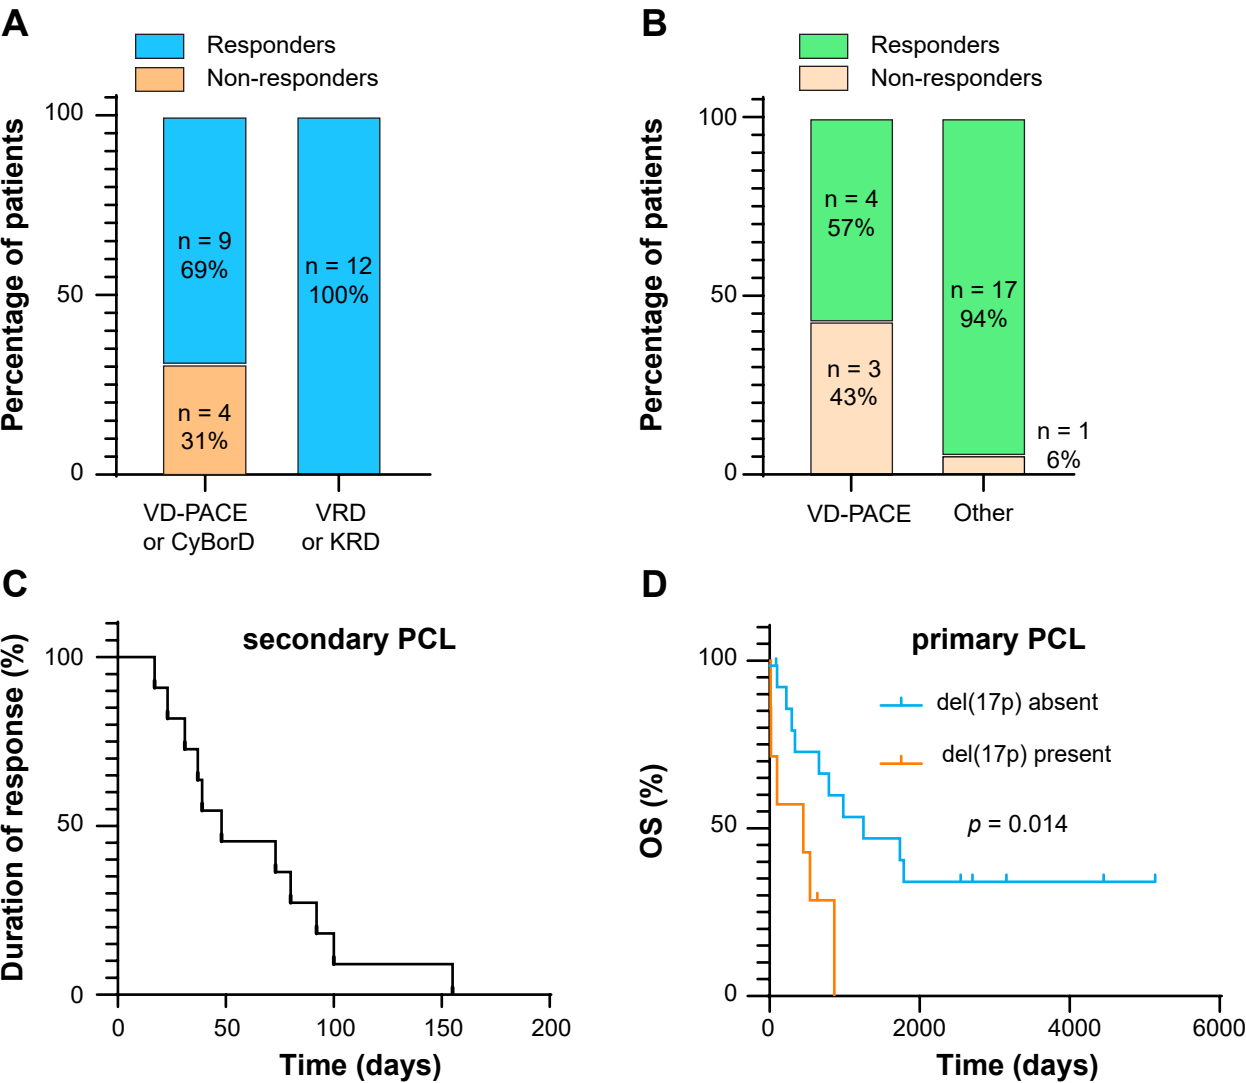 A
Responders
Non-responders
Percentage of patients
100
50
0
n = 9
69%
n = 4
31%
n = 12
100%
VD-PACE
or CyBorD
VRD
or KRD
B
Responders
Non-responders
Percentage of patients
100
50
0
n = 4
57%
n = 3
43%
n = 17
94%
n = 1
6%
VD-PACE
Other
C
secondary PCL
Duration of response (%)
100
50
0
0
50
100
150
200
Time (days)
D
primary PCL
del(17p) absent
del(17p) present
p = 0.014
OS (%)
100
50
0
0
2000
4000
6000
Time (days)